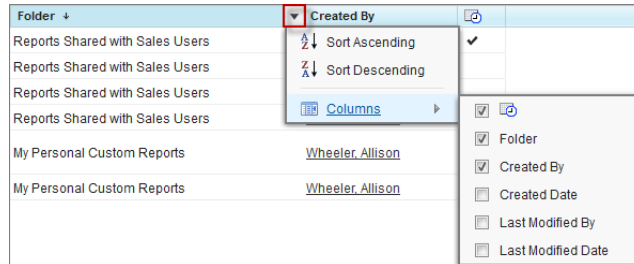 Folder Created By
Reports Shared with Sales Users
Sort Ascending
Reports Shared with Sales Users
Sort Descending
Reports Shared with Sales Users
Columns
Reports Shared with Sales Users
Folder
My Personal Custom Reports Wheeler, Allison
Created By
Created Date
My Personal Custom Reports Wheeler, Allison
Last Modified By
Last Modified Date